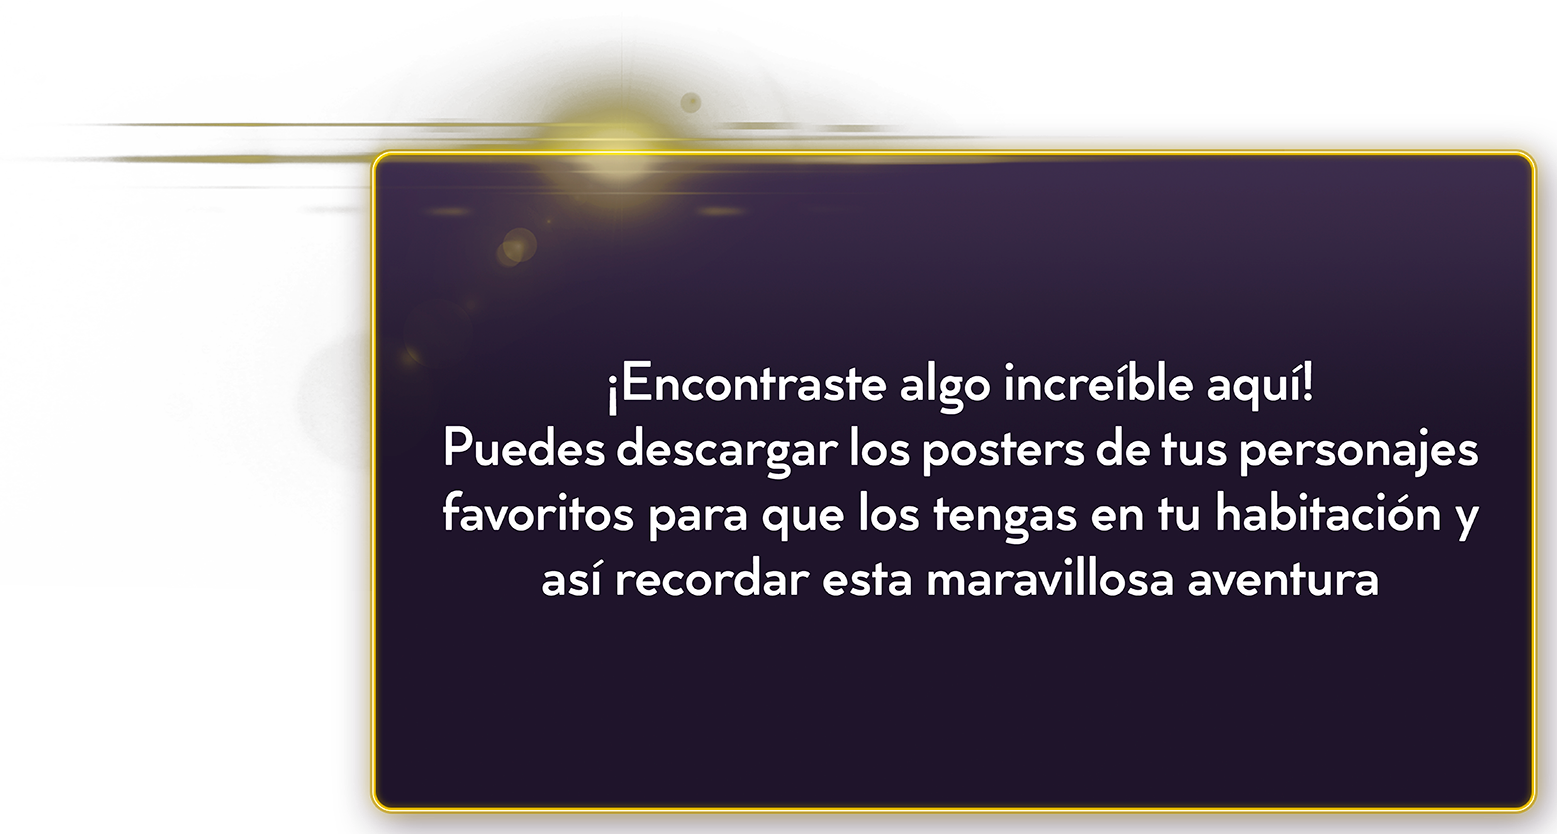 ¡Encontraste algo increíble aquí!
Puedes descargar los posters de tus personajes
favoritos para que los tengas en tu habitación y
así recordar esta maravillosa aventura